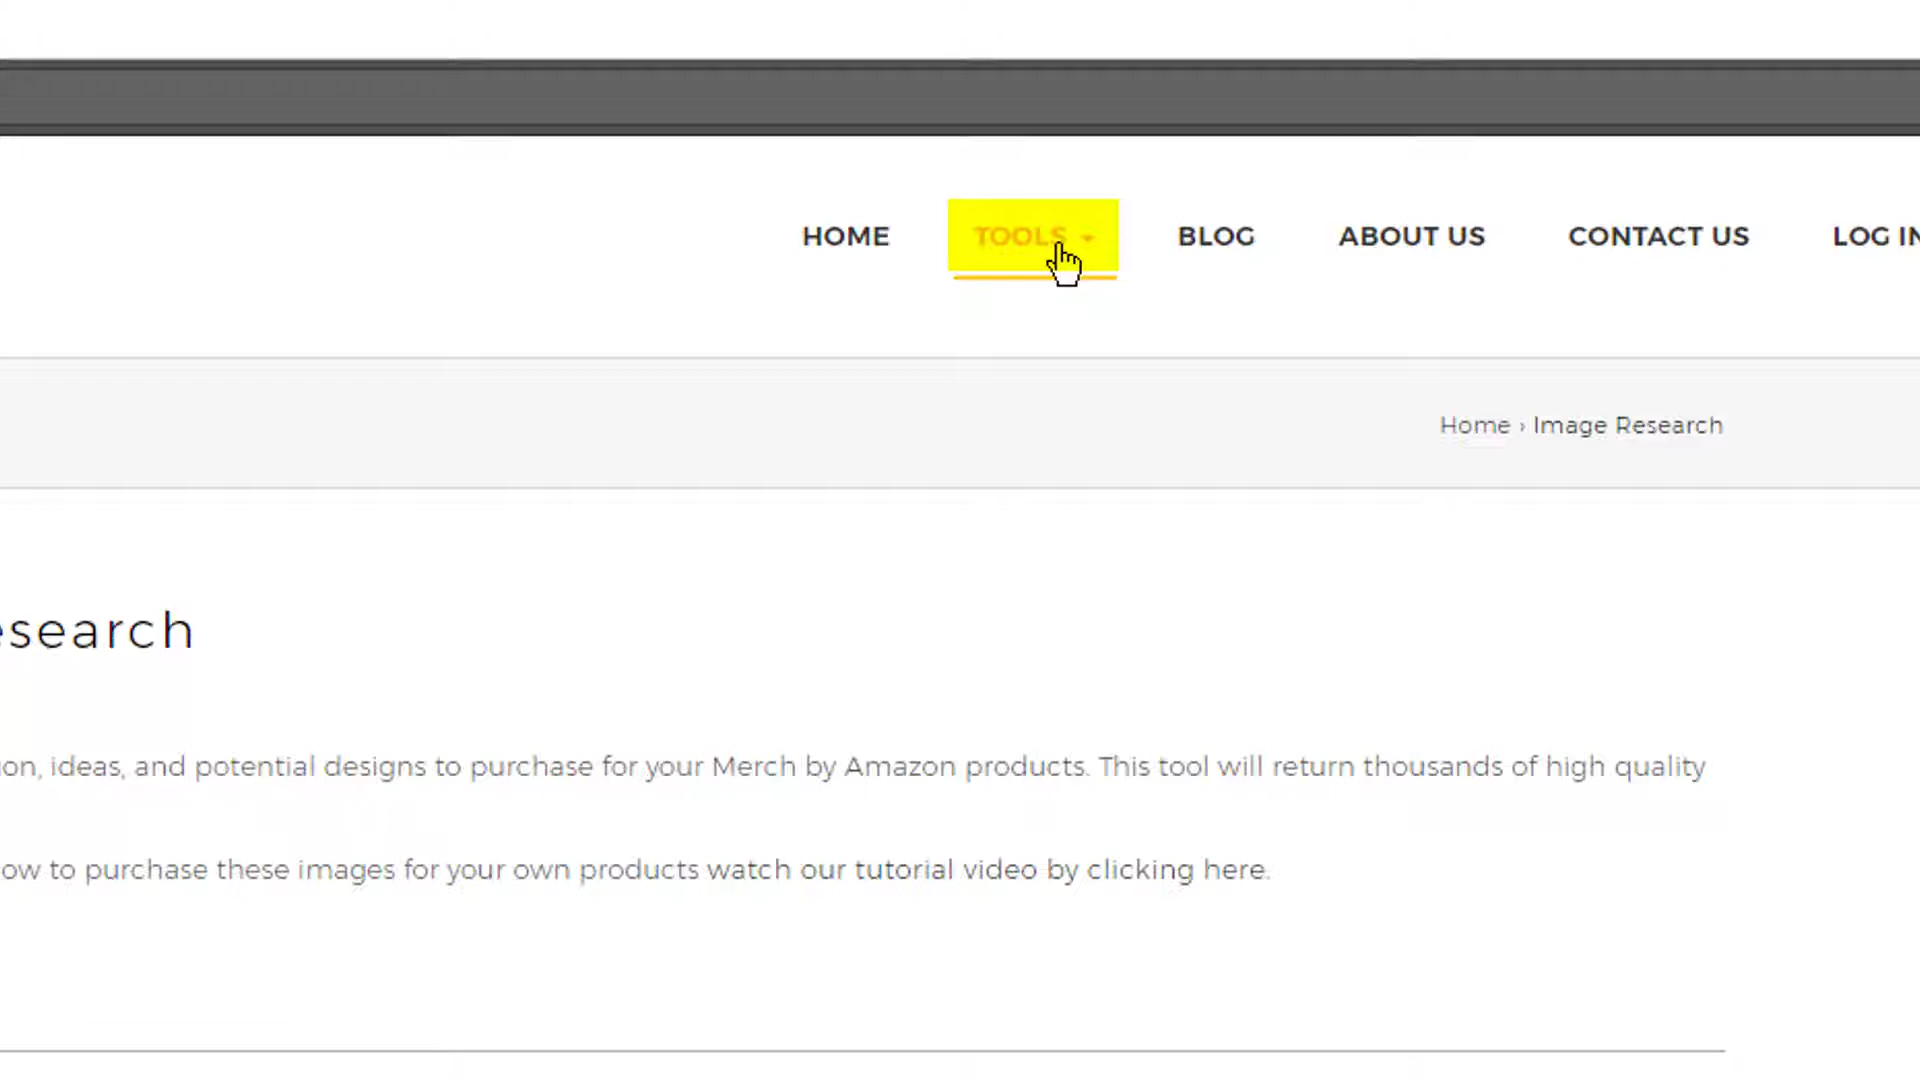 HOME TOOLS BLOG ABOUT US CONTACT US LOG IN
Home › Image Research
esearch
on, ideas, and potential designs to purchase for your Merch by Amazon products. This tool will return thousands of high quality
ow to purchase these images for your own products watch our tutorial video by clicking here.